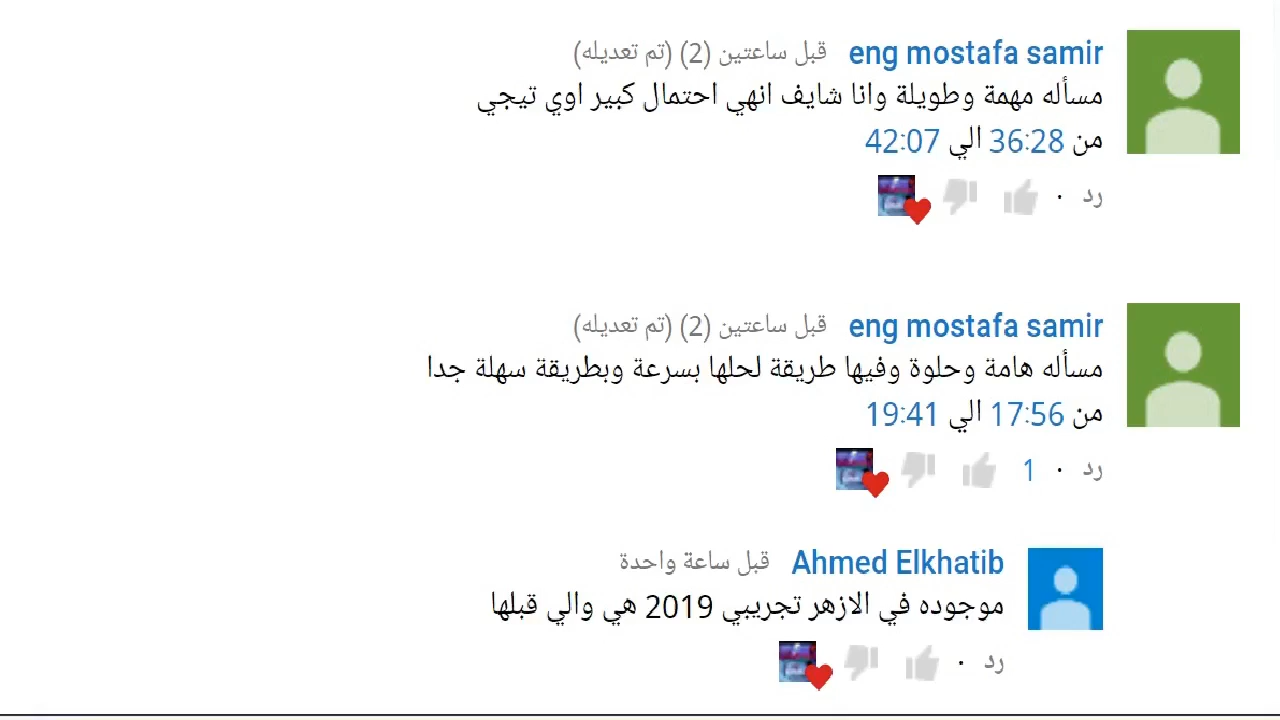 eng mostafa samir قبل ساعتين (2) (تم تعديله)
مسأله مهمة وطويلة وانا شايف انهي احتمال كبير اوي تيجي
من 36:28 الي 42:07
رد ·
eng mostafa samir قبل ساعتين (2) (تم تعديله)
مسأله هامة وحلوة وفيها طريقة لحلها بسرعة وبطريقة سهلة جدا
من 17:56 الي 19:41
رد · 1
Ahmed Elkhatib قبل ساعة واحدة
موجوده في الازهر تجريبي 2019 هي والي قبلها
رد ·